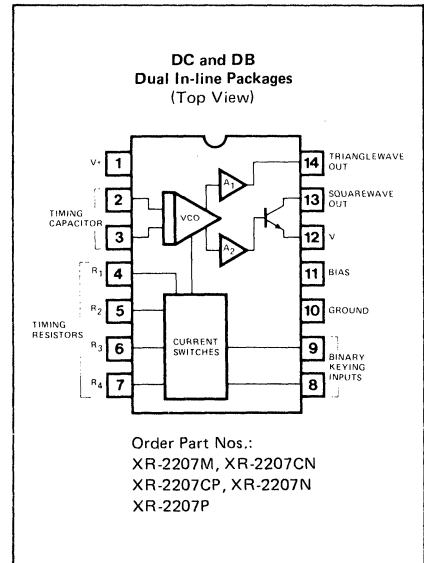 DC and DB
Dual In-line Packages
(Top View)
V+ 1
2
TIMING
CAPACITOR
3
R1 4
R2 5
TIMING
RESISTORS
R3 6
R4 7
VCO
A1
A2
CURRENT
SWITCHES
14 TRIANGLEWAVE
OUT
13 SQUAREWAVE
OUT
12 V
11 BIAS
10 GROUND
9 BINARY
KEYING
INPUTS
8
Order Part Nos.:
XR-2207M, XR-2207CN
XR-2207CP, XR-2207N
XR-2207P